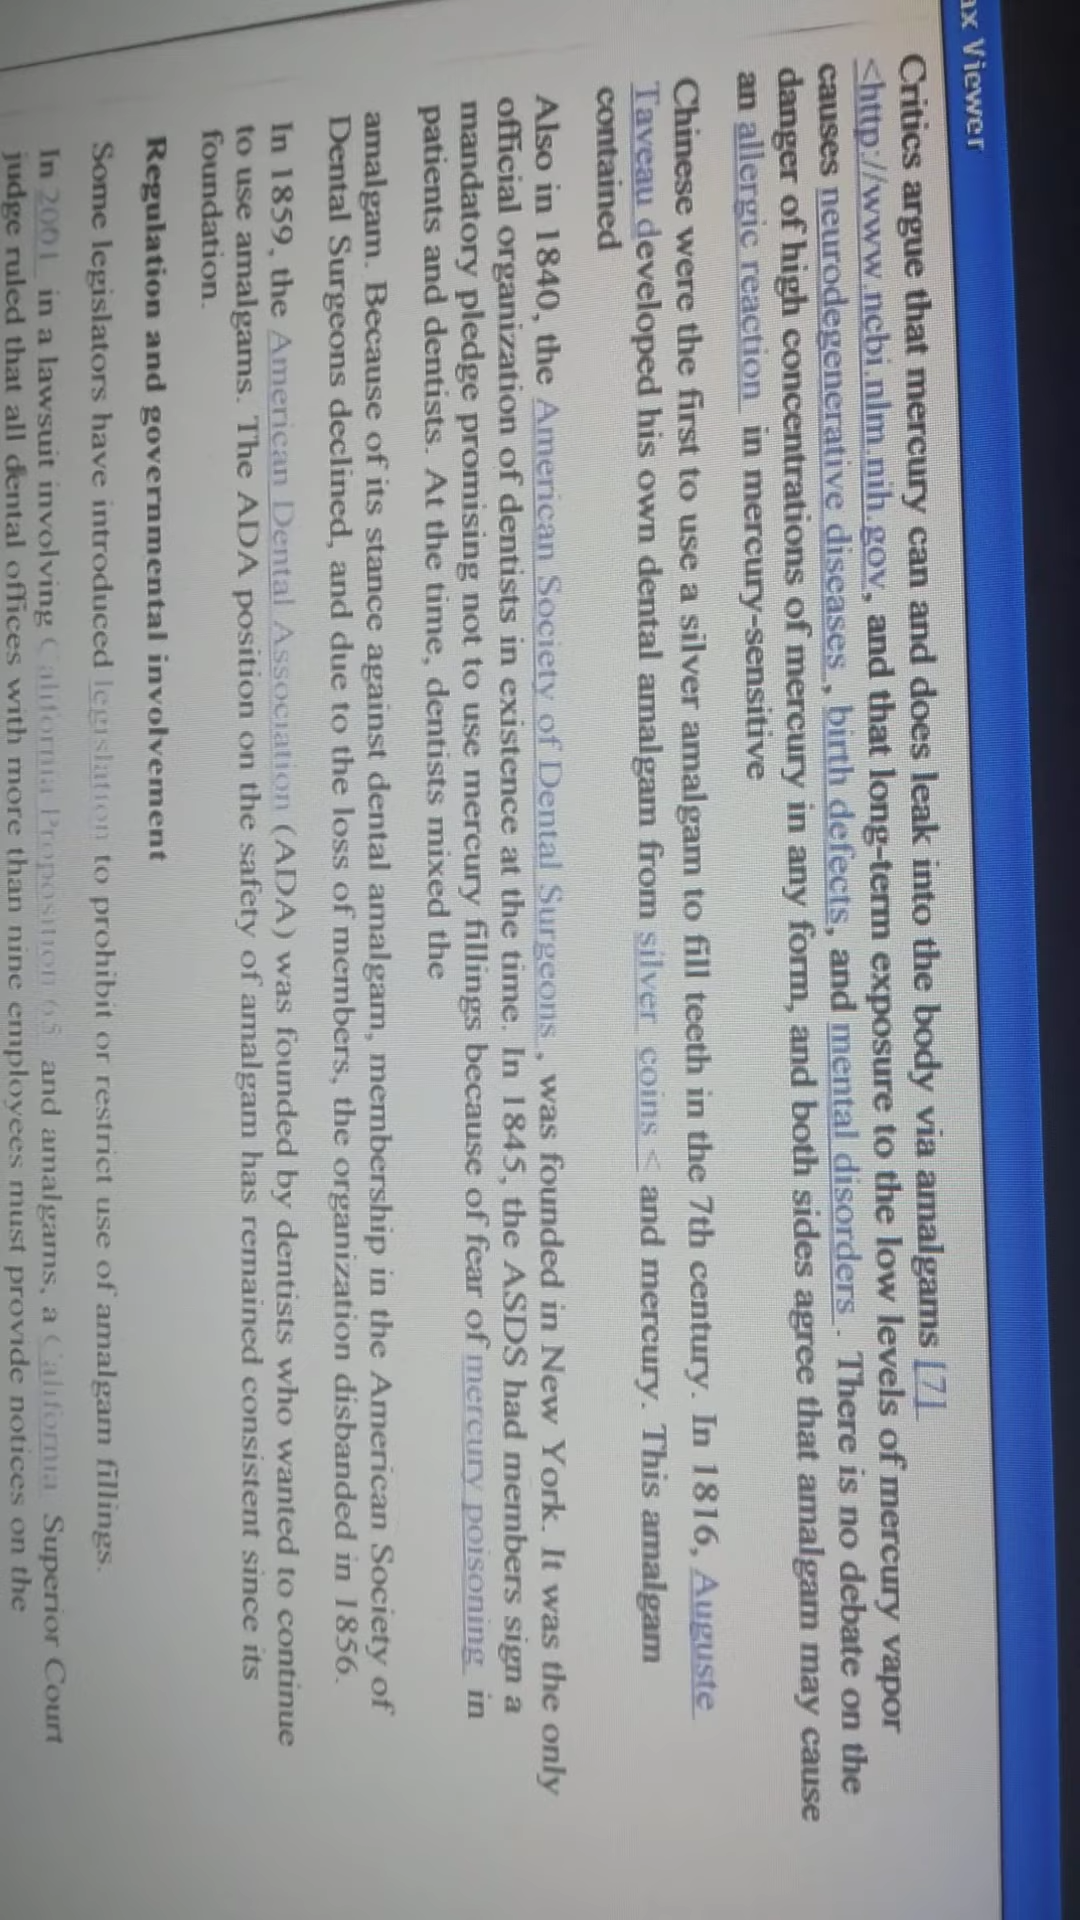 ax Viewer
Critics argue that mercury can and does leak into the body via amalgams [7]
<http://www.ncbi.nlm.nih.gov, and that long-term exposure to the low levels of mercury vapor
causes neurodegenerative diseases , birth defects, and mental disorders . There is no debate on the
danger of high concentrations of mercury in any form, and both sides agree that amalgam may cause
an allergic reaction in mercury-sensitive
Chinese were the first to use a silver amalgam to fill teeth in the 7th century. In 1816, Auguste
Taveau developed his own dental amalgam from silver coins < and mercury. This amalgam
contained
Also in 1840, the American Society of Dental Surgeons , was founded in New York. It was the only
official organization of dentists in existence at the time. In 1845, the ASDS had members sign a
mandatory pledge promising not to use mercury fillings because of fear of mercury poisoning in
patients and dentists. At the time, dentists mixed the
amalgam. Because of its stance against dental amalgam, membership in the American Society of
Dental Surgeons declined, and due to the loss of members, the organization disbanded in 1856.
In 1859, the American Dental Association (ADA) was founded by dentists who wanted to continue
to use amalgams. The ADA position on the safety of amalgam has remained consistent since its
foundation.
Regulation and governmental involvement
Some legislators have introduced legislation to prohibit or restrict use of amalgam fillings.
In 2001 in a lawsuit involving California Proposition 65 and amalgams, a California Superior Court
judge ruled that all dental offices with more than nine employees must provide notices on the